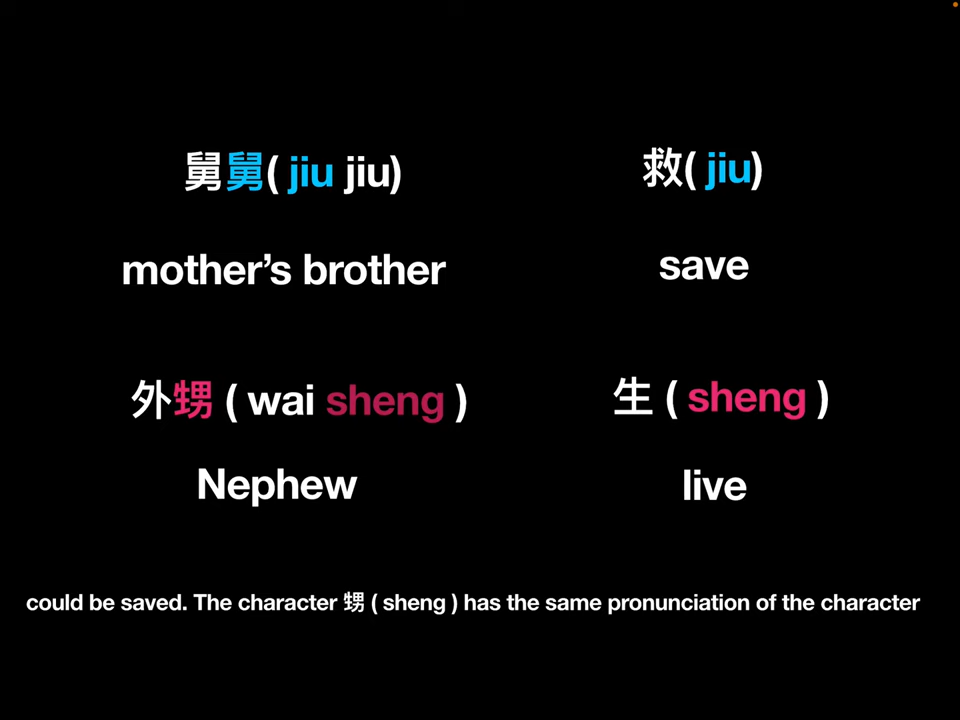 舅舅( jiu jiu)
救( jiu)
mother’s brother
save
外甥 ( wai sheng )
生 ( sheng )
Nephew
live
could be saved. The character 甥 ( sheng ) has the same pronunciation of the character